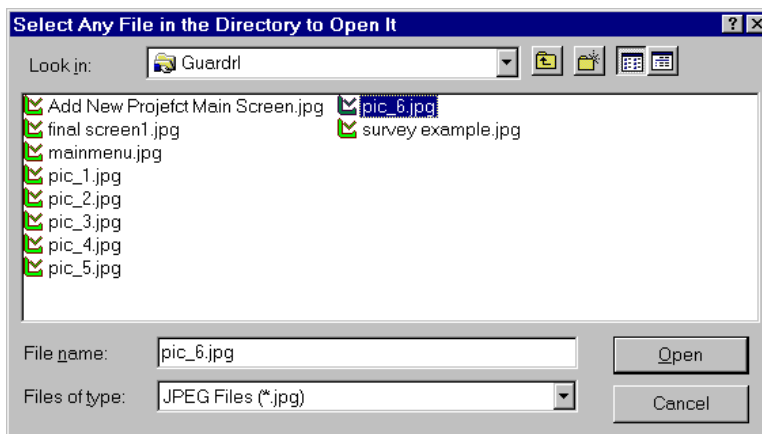 Select Any File in the Directory to Open It
Look in: Guardrl
Add New Projefct Main Screen.jpg
final screen1.jpg
mainmenu.jpg
pic_1.jpg
pic_2.jpg
pic_3.jpg
pic_4.jpg
pic_5.jpg
pic_6.jpg
survey example.jpg
File name: pic_6.jpg Open
Files of type: JPEG Files (*.jpg) Cancel